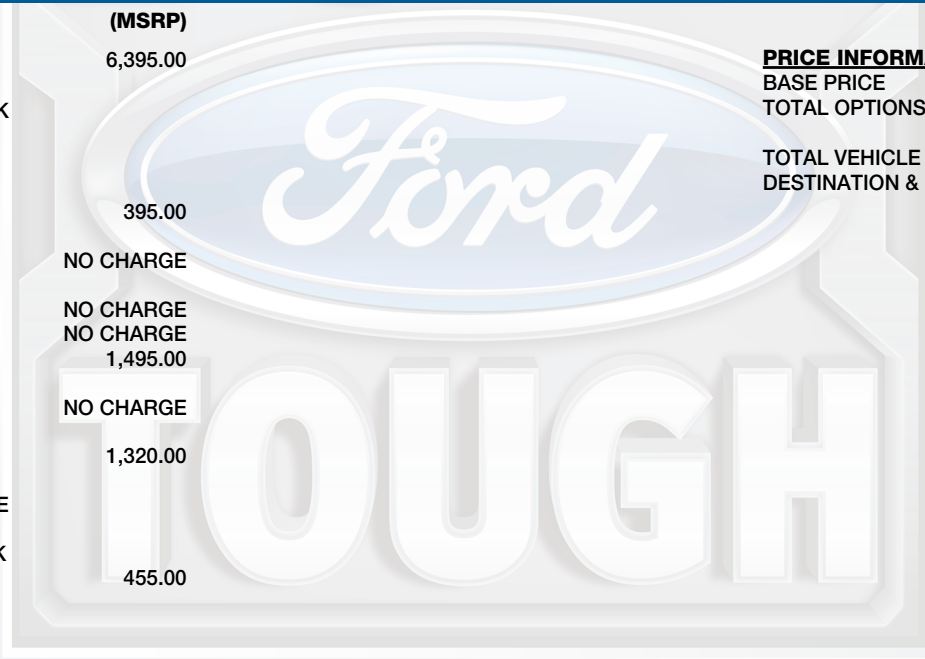 (MSRP)
6,395.00
K
395.00
NO CHARGE
NO CHARGE
NO CHARGE
1,495.00
NO CHARGE
1,320.00
E
K
455.00
PRICE INFORMA
BASE PRICE
TOTAL OPTIONS
TOTAL VEHICLE
DESTINATION &
Ford
TOUGH